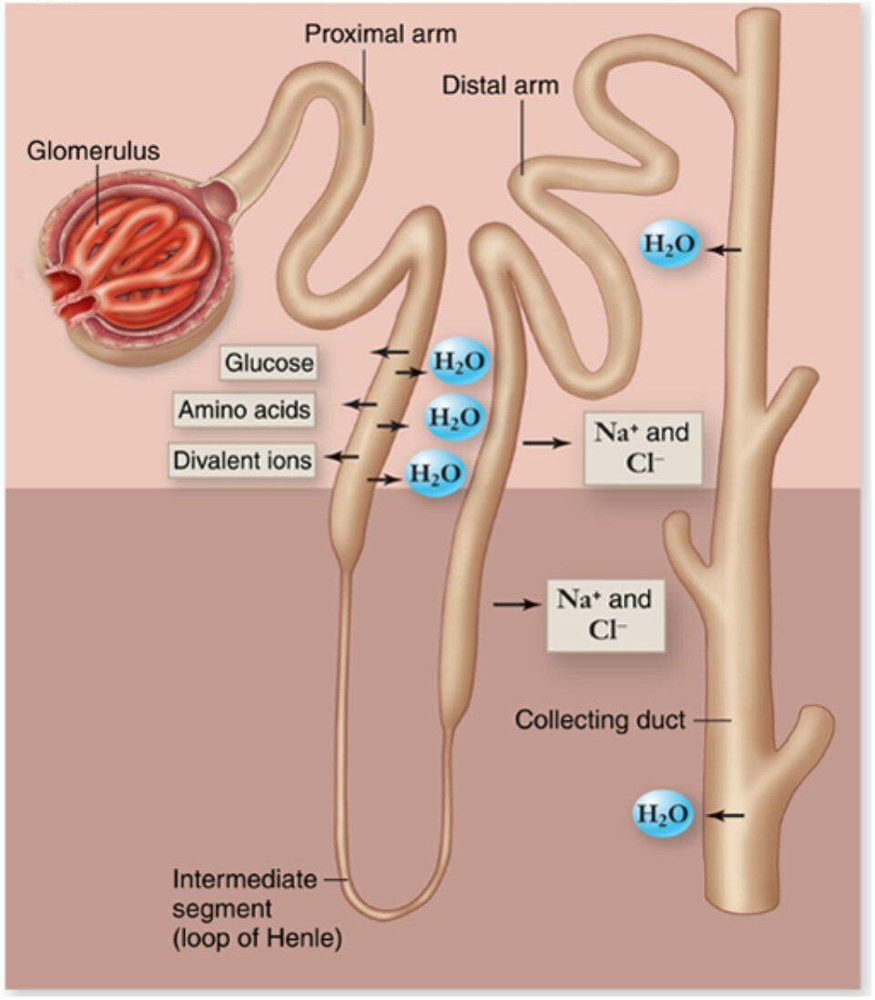 Proximal arm
Distal arm
Glomerulus
H₂O
Glucose
H₂O
Amino acids
H₂O
Na⁺ and
Cl⁻
Divalent ions
H₂O
Na⁺ and
Cl⁻
Collecting duct
H₂O
Intermediate
segment
(loop of Henle)